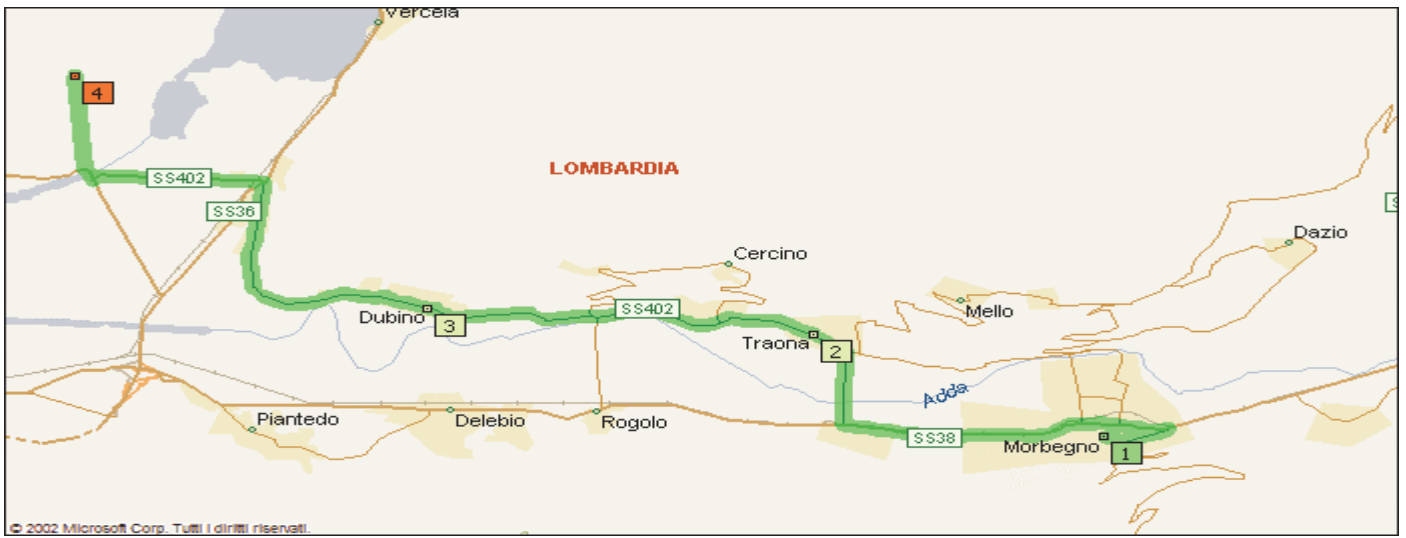 Vercela
4
SS402
LOMBARDIA
SS36
Dazio
Cercino
SS402
Mello
Dubino
3
Traona
2
Adda
Piantedo
Delebio
Rogolo
SS38
Morbegno
1
© 2002 Microsoft Corp. Tutti i diritti riservati.